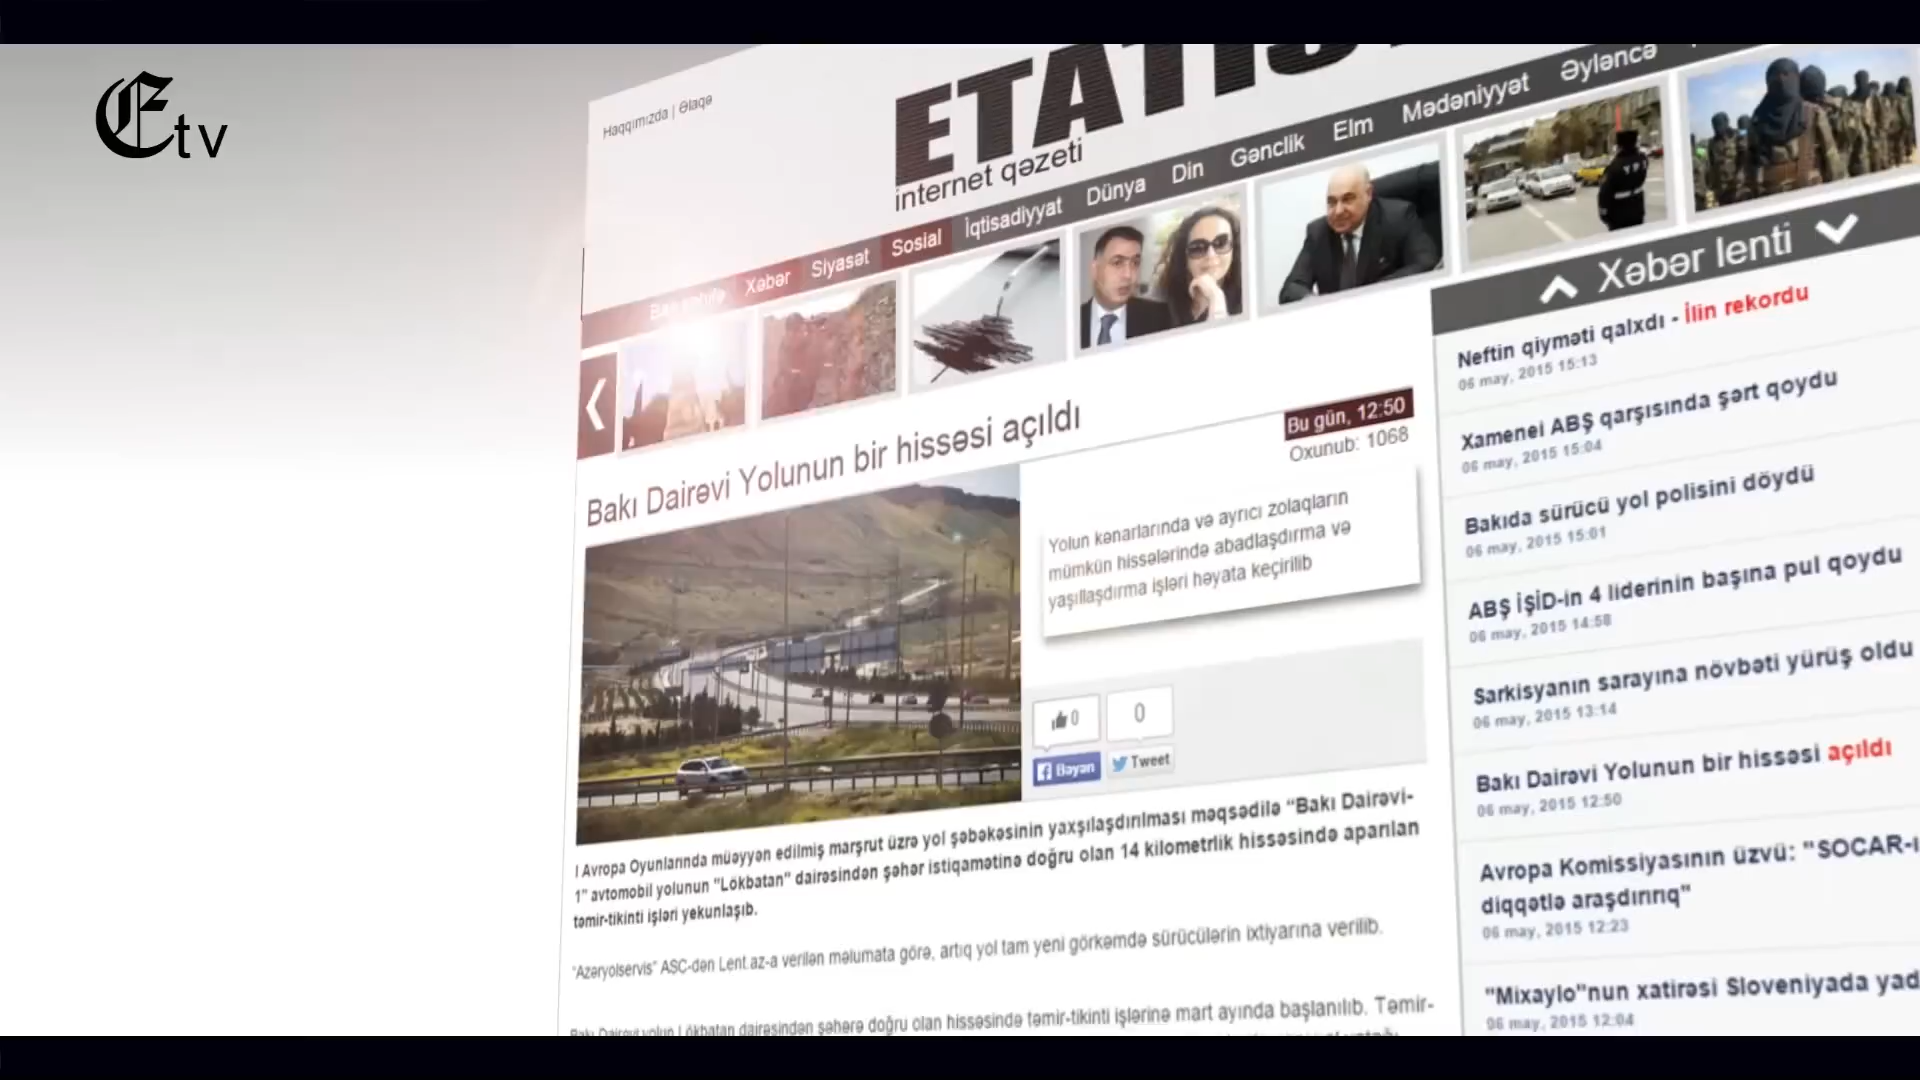 Etv
Haqqımızda | Əlaqə
internet qəzeti
Xəbər Siyasət Sosial İqtisadiyyat Dünya Din Gənclik Elm Mədəniyyət Əyləncə
Bakı Dairəvi Yolunun bir hissəsi açıldı
Bu gün, 12:50
Oxunub: 1068
Yolun kənarlarında və ayrıcı zolaqların
mümkün hissələrində abadlaşdırma və
yaşıllaşdırma işləri həyata keçirilib
0
0
Bəyən
Tweet
I Avropa Oyunlarında müəyyən edilmiş marşrut üzrə yol şəbəkəsinin yaxşılaşdırılması məqsədilə "Bakı Dairəvi-
1" avtomobil yolunun "Lökbatan" dairəsindən şəhər istiqamətinə doğru olan 14 kilometrlik hissəsində aparılan
təmir-tikinti işləri yekunlaşıb.
"Azəryolservis" ASC-dən Lent.az-a verilən məlumata görə, artıq yol tam yeni görkəmdə sürücülərin ixtiyarına verilib.
Bakı Dairəvi yolun Lökbatan dairəsindən şəhərə doğru olan hissəsində təmir-tikinti işlərinə mart ayında başlanılıb. Təmir-
Xəbər lenti
Neftin qiyməti qalxdı - İlin rekordu
06 may, 2015 15:13
Xamenei ABŞ qarşısında şərt qoydu
06 may, 2015 15:04
Bakıda sürücü yol polisini döydü
06 may, 2015 15:01
ABŞ İŞİD-in 4 liderinin başına pul qoydu
06 may, 2015 14:58
Sarkisyanın sarayına növbəti yürüş oldu
06 may, 2015 13:14
Bakı Dairəvi Yolunun bir hissəsi açıldı
06 may, 2015 12:50
Avropa Komissiyasının üzvü: "SOCAR-ı
diqqətlə araşdırırıq"
06 may, 2015 12:23
"Mixaylo"nun xatirəsi Sloveniyada yad
06 may, 2015 12:04